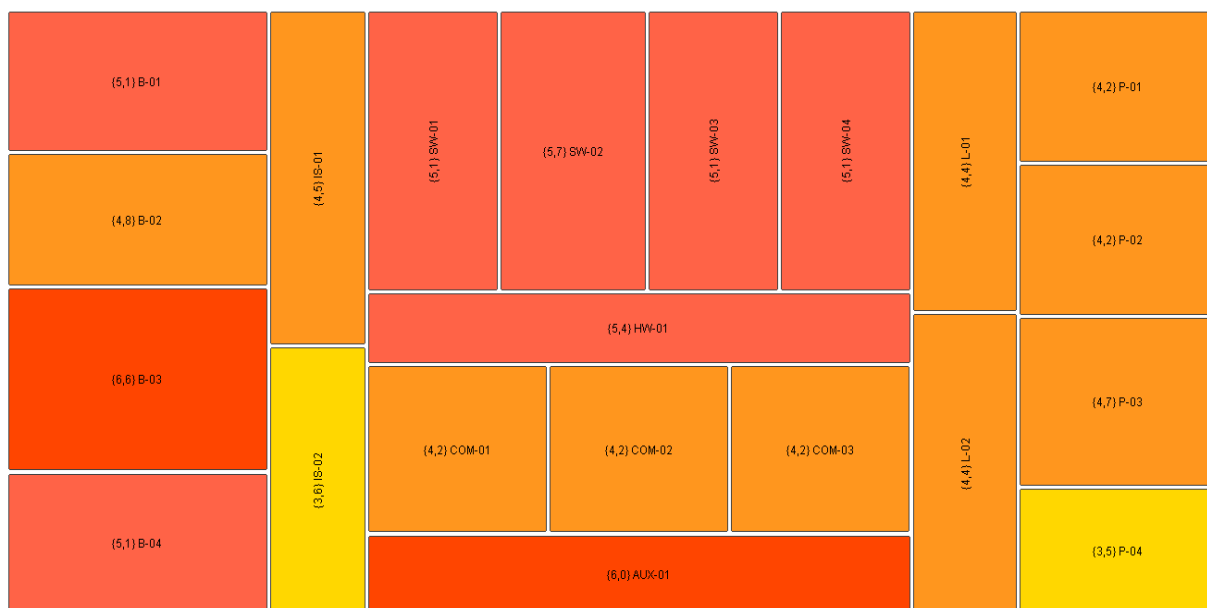 {5,1} B-01
{4,8} B-02
{6,6} B-03
{5,1} B-04
{4,5} IS-01
{3,6} IS-02
{5,1} SW-01
{5,7} SW-02
{5,1} SW-03
{5,1} SW-04
{5,4} HW-01
{4,2} COM-01
{4,2} COM-02
{4,2} COM-03
{6,0} AUX-01
{4,4} L-01
{4,4} L-02
{4,2} P-01
{4,2} P-02
{4,7} P-03
{3,5} P-04